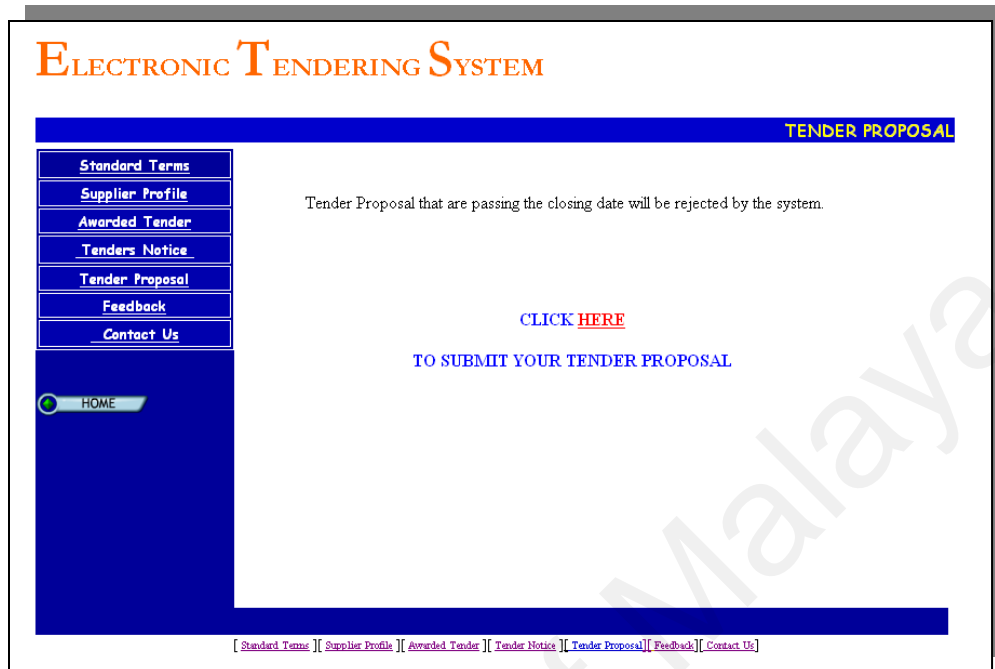 ELECTRONIC TENDERING SYSTEM
TENDER PROPOSAL
Standard Terms
Supplier Profile
Awarded Tender
Tenders Notice
Tender Proposal
Feedback
Contact Us
HOME
Tender Proposal that are passing the closing date will be rejected by the system.
CLICK HERE
TO SUBMIT YOUR TENDER PROPOSAL
[ Standard Terms ][ Supplier Profile ][ Awarded Tender ][ Tender Notice ][ Tender Proposal][ Feedback][ Contact Us]
of Malaya